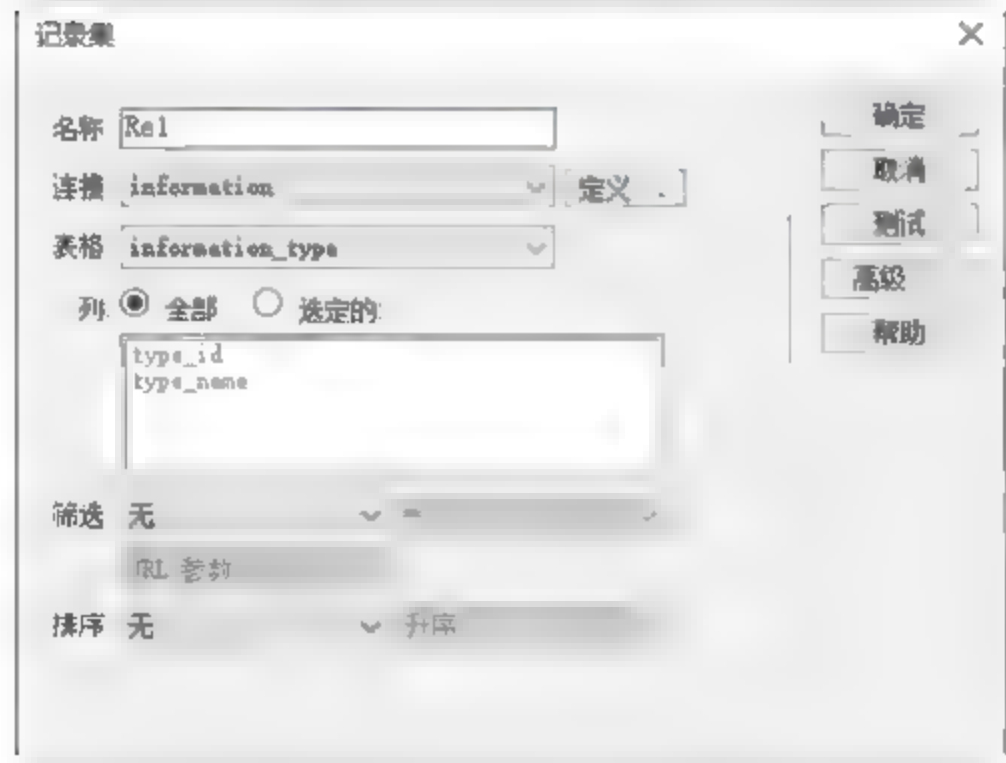 记录集
名称 Re1
连接 information 定义
表格 information_type
列: 全部 选定的:
type_id
type_name
筛选 无 =
URL 参数
排序 无 升序
确定
取消
测试
高级
帮助